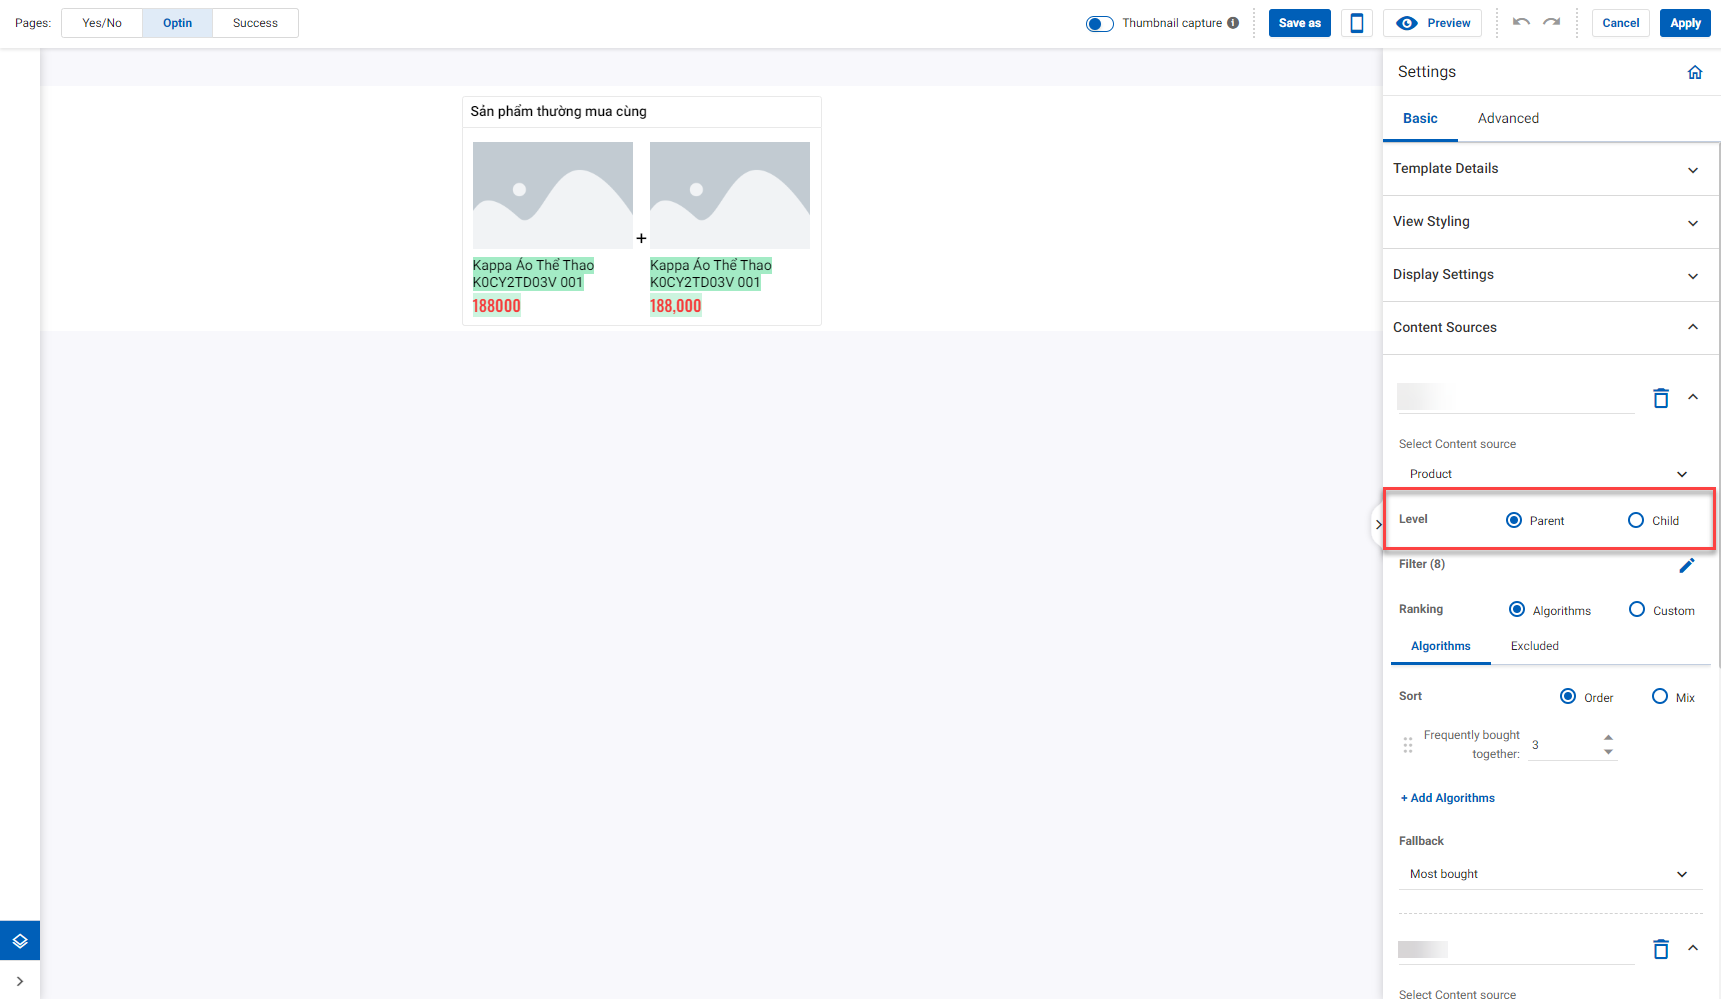 Pages: Yes/No Optin Success Thumbnail capture Save as Preview Cancel Apply
Settings
Basic Advanced
Sản phẩm thường mua cùng
+
Kappa Áo Thể Thao
K0CY2TD03V 001
188000
Kappa Áo Thể Thao
K0CY2TD03V 001
188,000
Template Details
View Styling
Display Settings
Content Sources
Select Content source
Product
Level Parent Child
Filter (8)
Ranking Algorithms Custom
Algorithms Excluded
Sort Order Mix
Frequently bought
together: 3
+ Add Algorithms
Fallback
Most bought
Select Content source